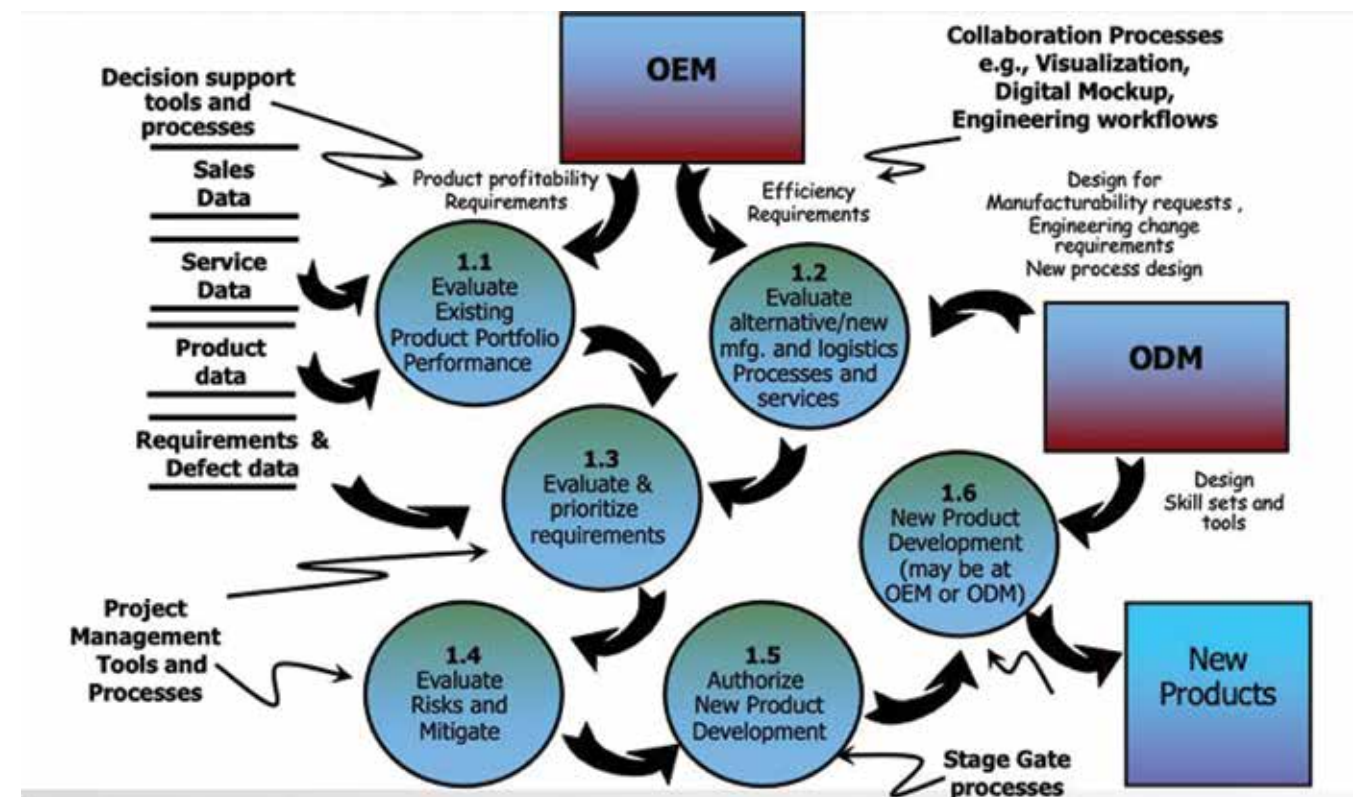 OEM
Collaboration Processes
e.g., Visualization,
Digital Mockup,
Engineering workflows
Decision support
tools and
processes
Sales
Data
Service
Data
Product
data
Requirements &
Defect data
Product profitability
Requirements
Efficiency
Requirements
Design for
Manufacturability requests ,
Engineering change
requirements
New process design
1.1
Evaluate
Existing
Product Portfolio
Performance
1.2
Evaluate
alternative/new
mfg. and logistics
Processes and
services
ODM
1.3
Evaluate &
prioritize
requirements
1.6
New Product
Development
(may be at
OEM or ODM)
Design
Skill sets and
tools
Project
Management
Tools and
Processes
1.4
Evaluate
Risks and
Mitigate
1.5
Authorize
New Product
Development
New
Products
Stage Gate
processes